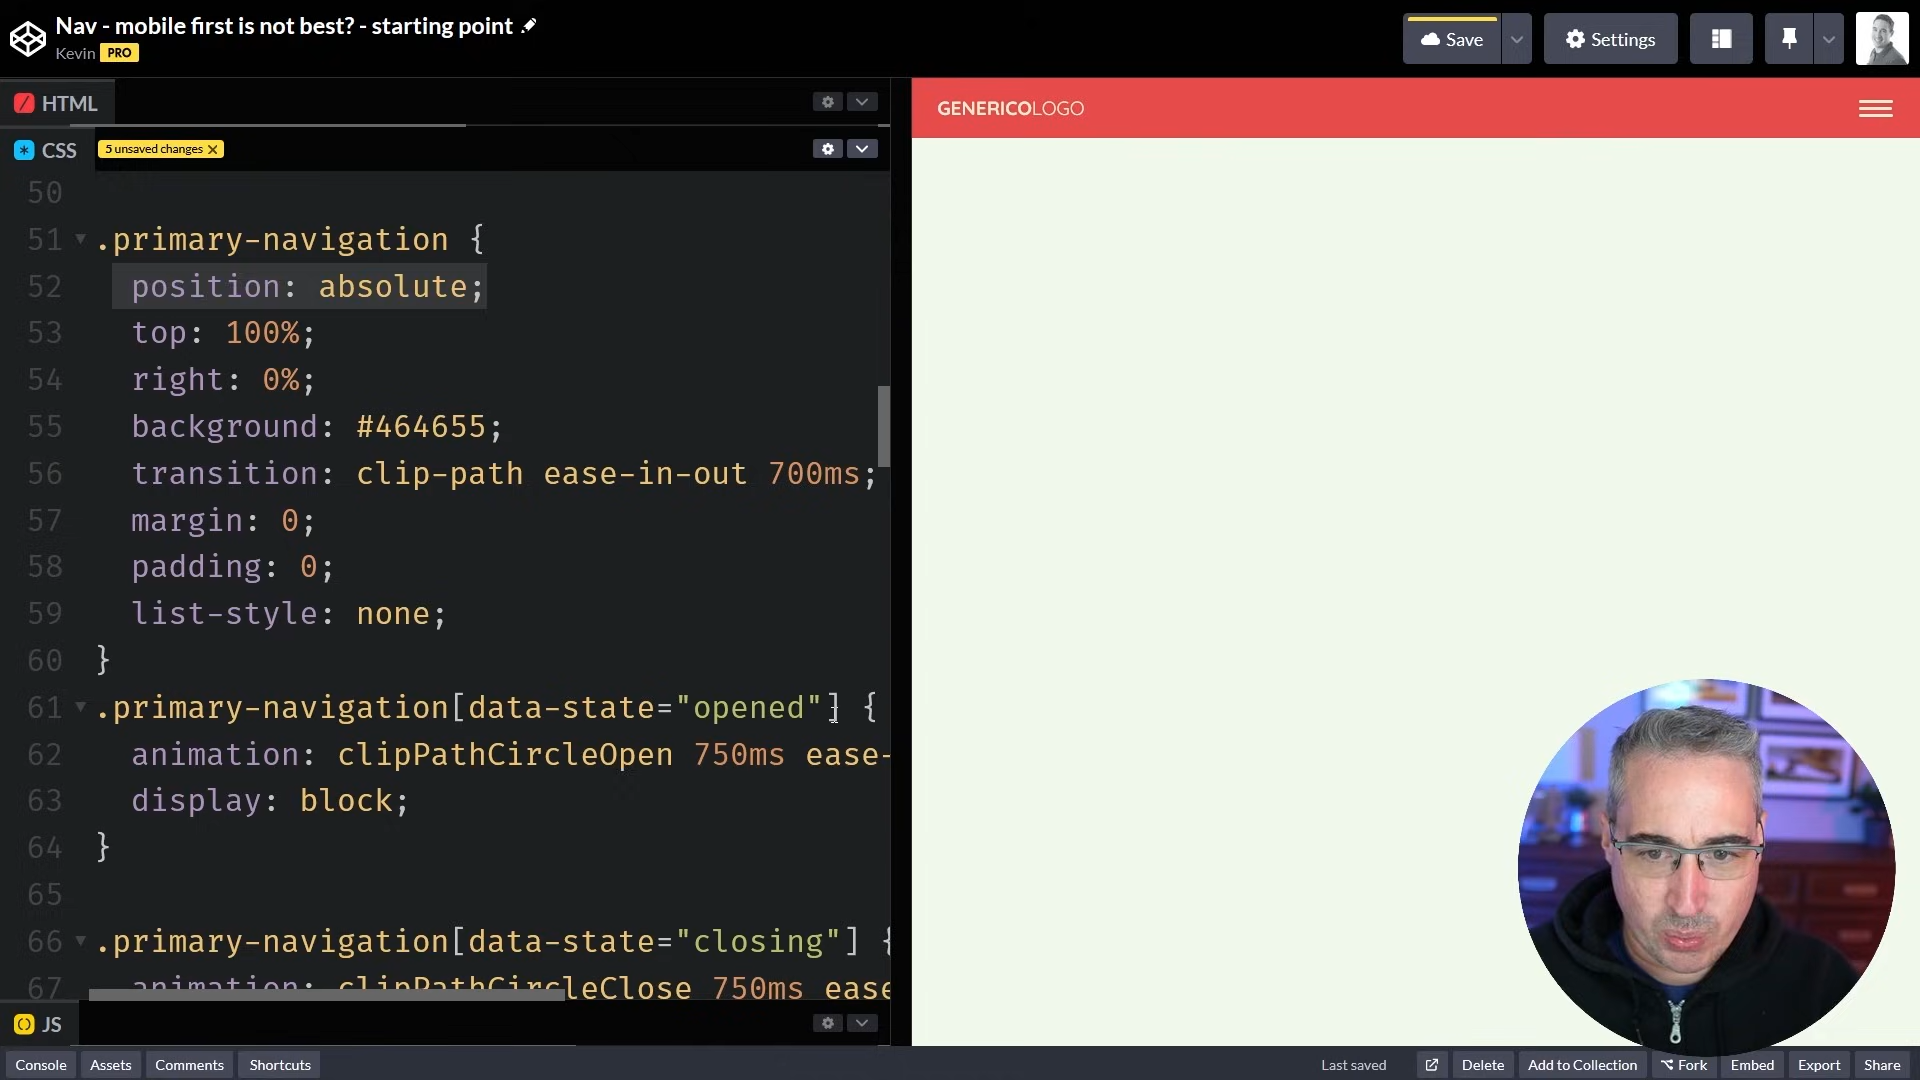 Nav - mobile first is not best? - starting point
Kevin PRO
Save
Settings
HTML
CSS
5 unsaved changes
50
51 .primary-navigation {
52 position: absolute;
53 top: 100%;
54 right: 0%;
55 background: #464655;
56 transition: clip-path ease-in-out 700ms;
57 margin: 0;
58 padding: 0;
59 list-style: none;
60 }
61 .primary-navigation[data-state="opened"] {
62 animation: clipPathCircleOpen 750ms ease-
63 display: block;
64 }
65
66 .primary-navigation[data-state="closing"] {
67 animation: clipPathCircleClose 750ms ease
JS
GENERICOLOGO
Console
Assets
Comments
Shortcuts
Last saved
Delete
Add to Collection
Fork
Embed
Export
Share